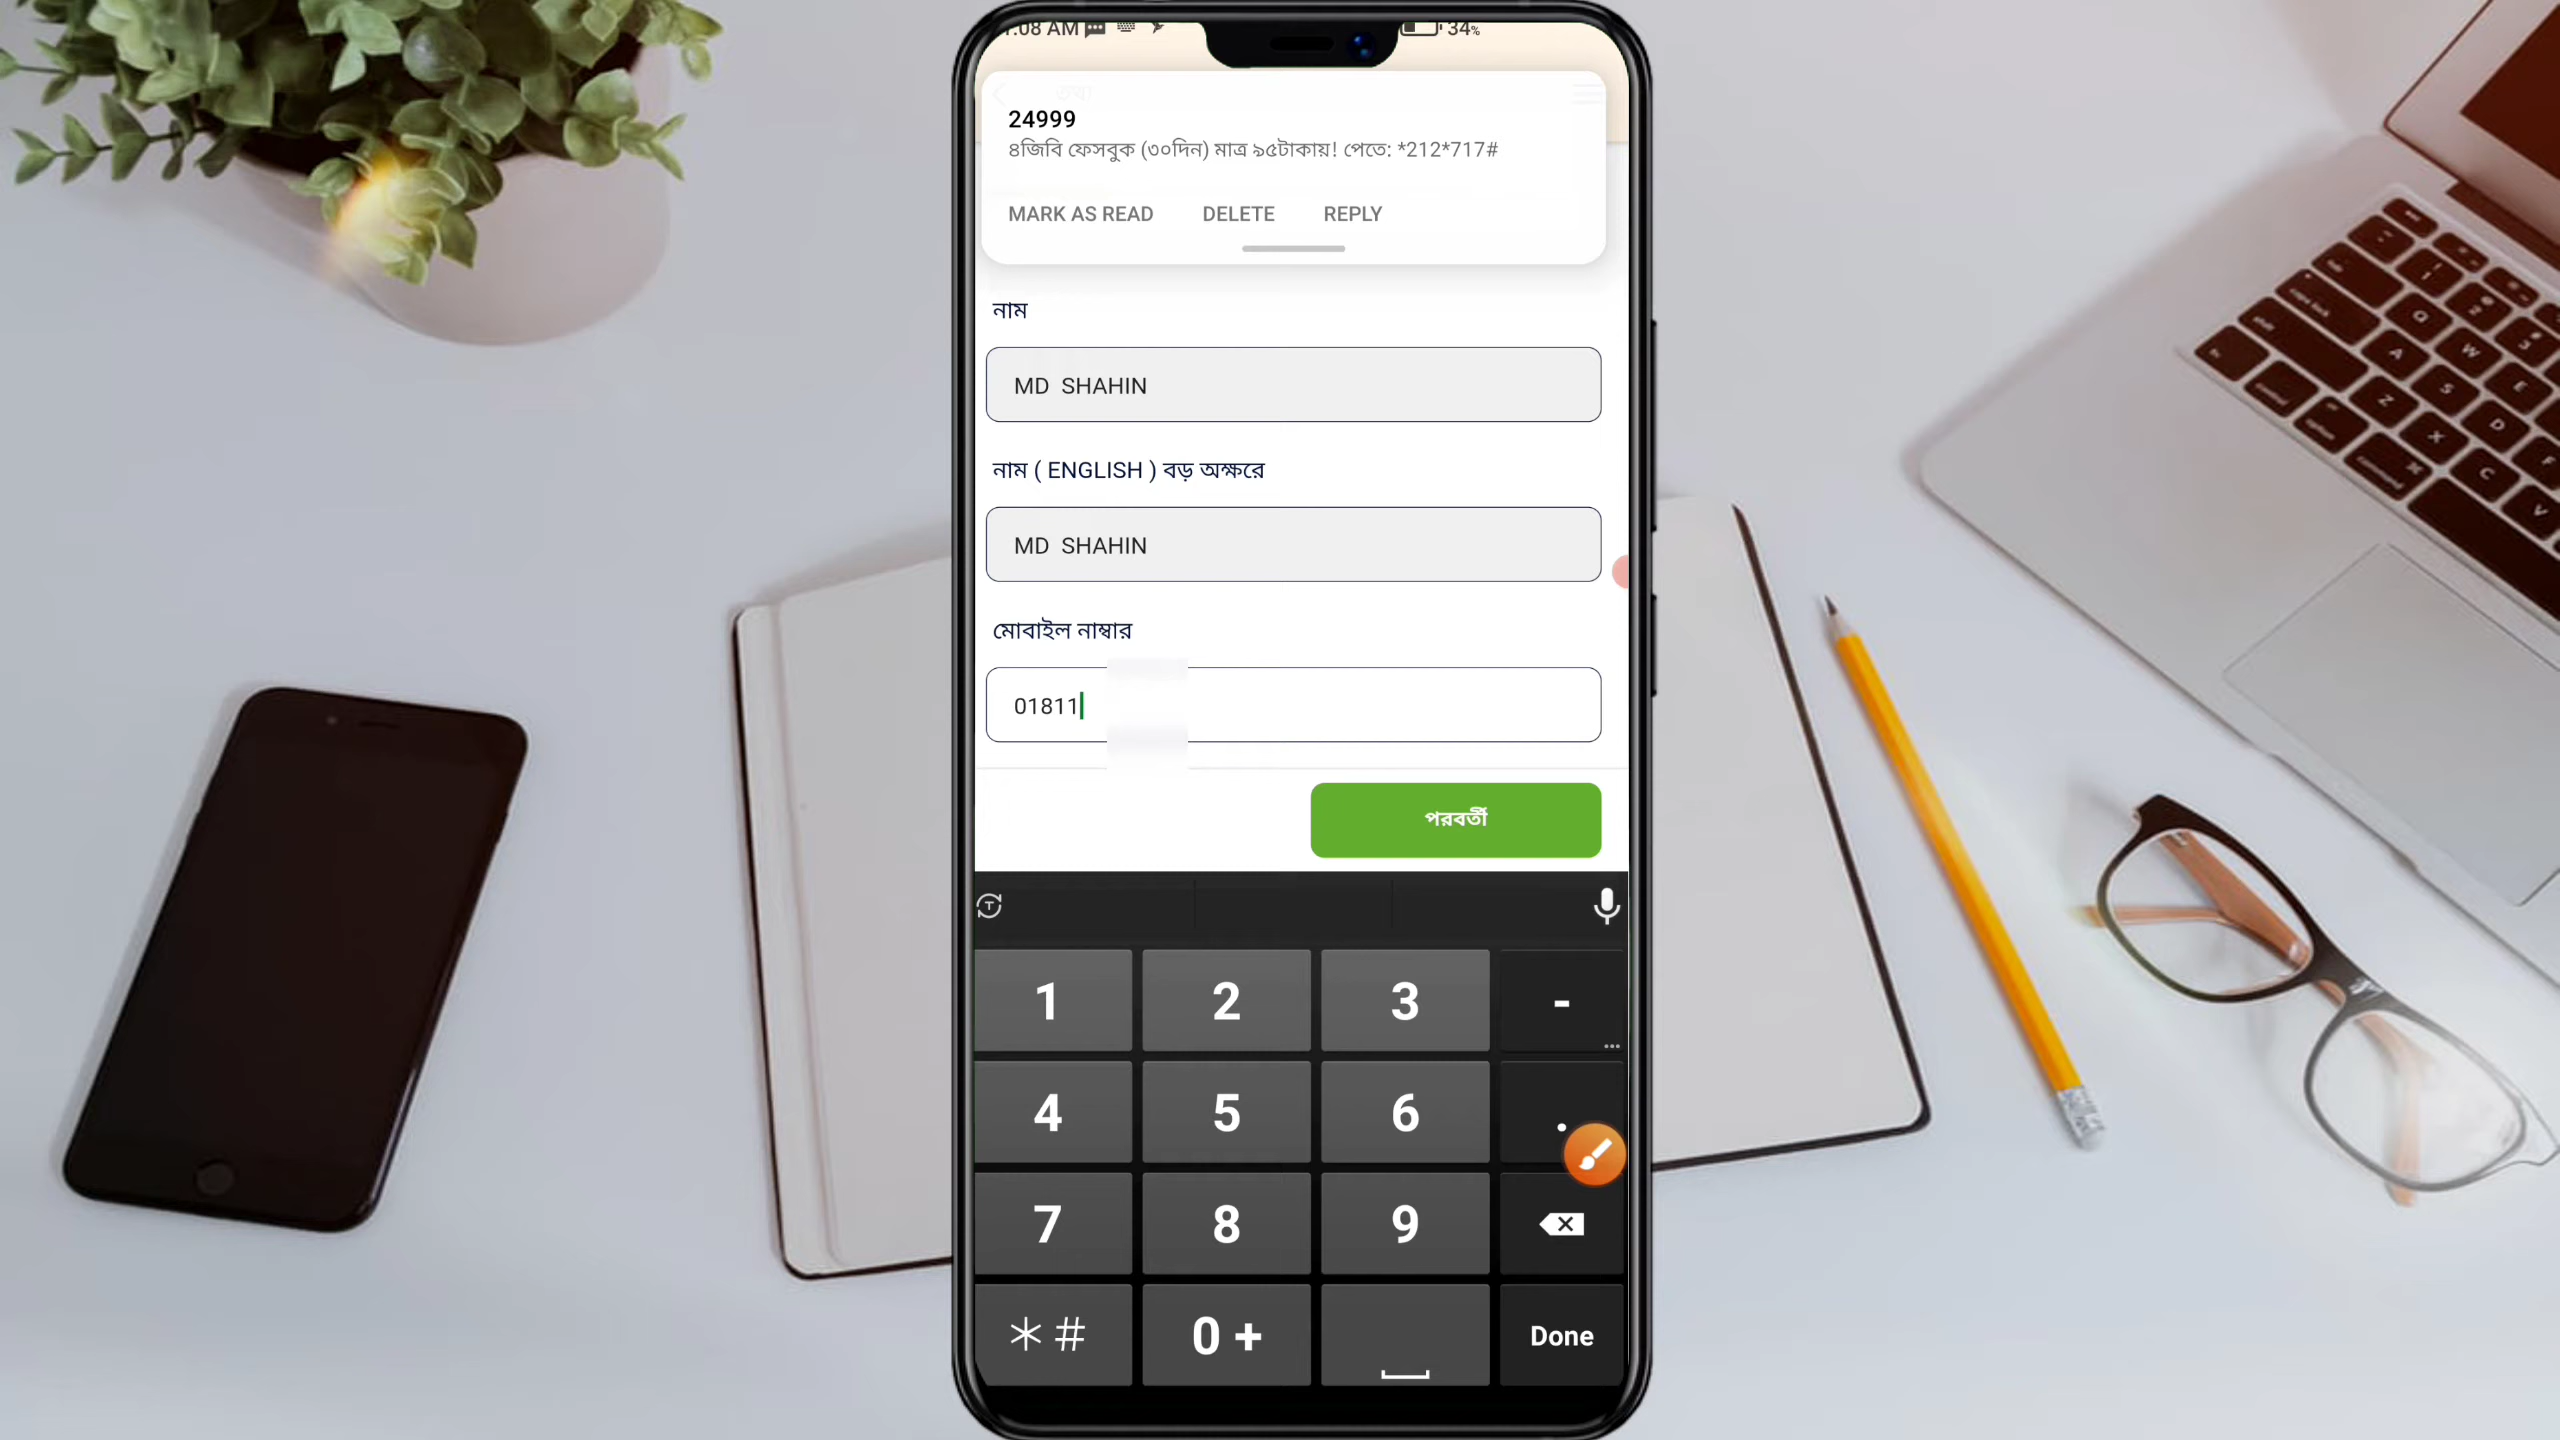 :08 AM
34%
তথ্য
24999
৪জিবি ফেসবুক (৩০দিন) মাত্র ৯৫টাকায়! পেতে: *212*717#
MARK AS READ DELETE REPLY
নাম
MD SHAHIN
নাম ( ENGLISH ) বড় অক্ষরে
MD SHAHIN
মোবাইল নাম্বার
01811
পরবর্তী
1 2 3 -
4 5 6 .
7 8 9
*# 0 + Done